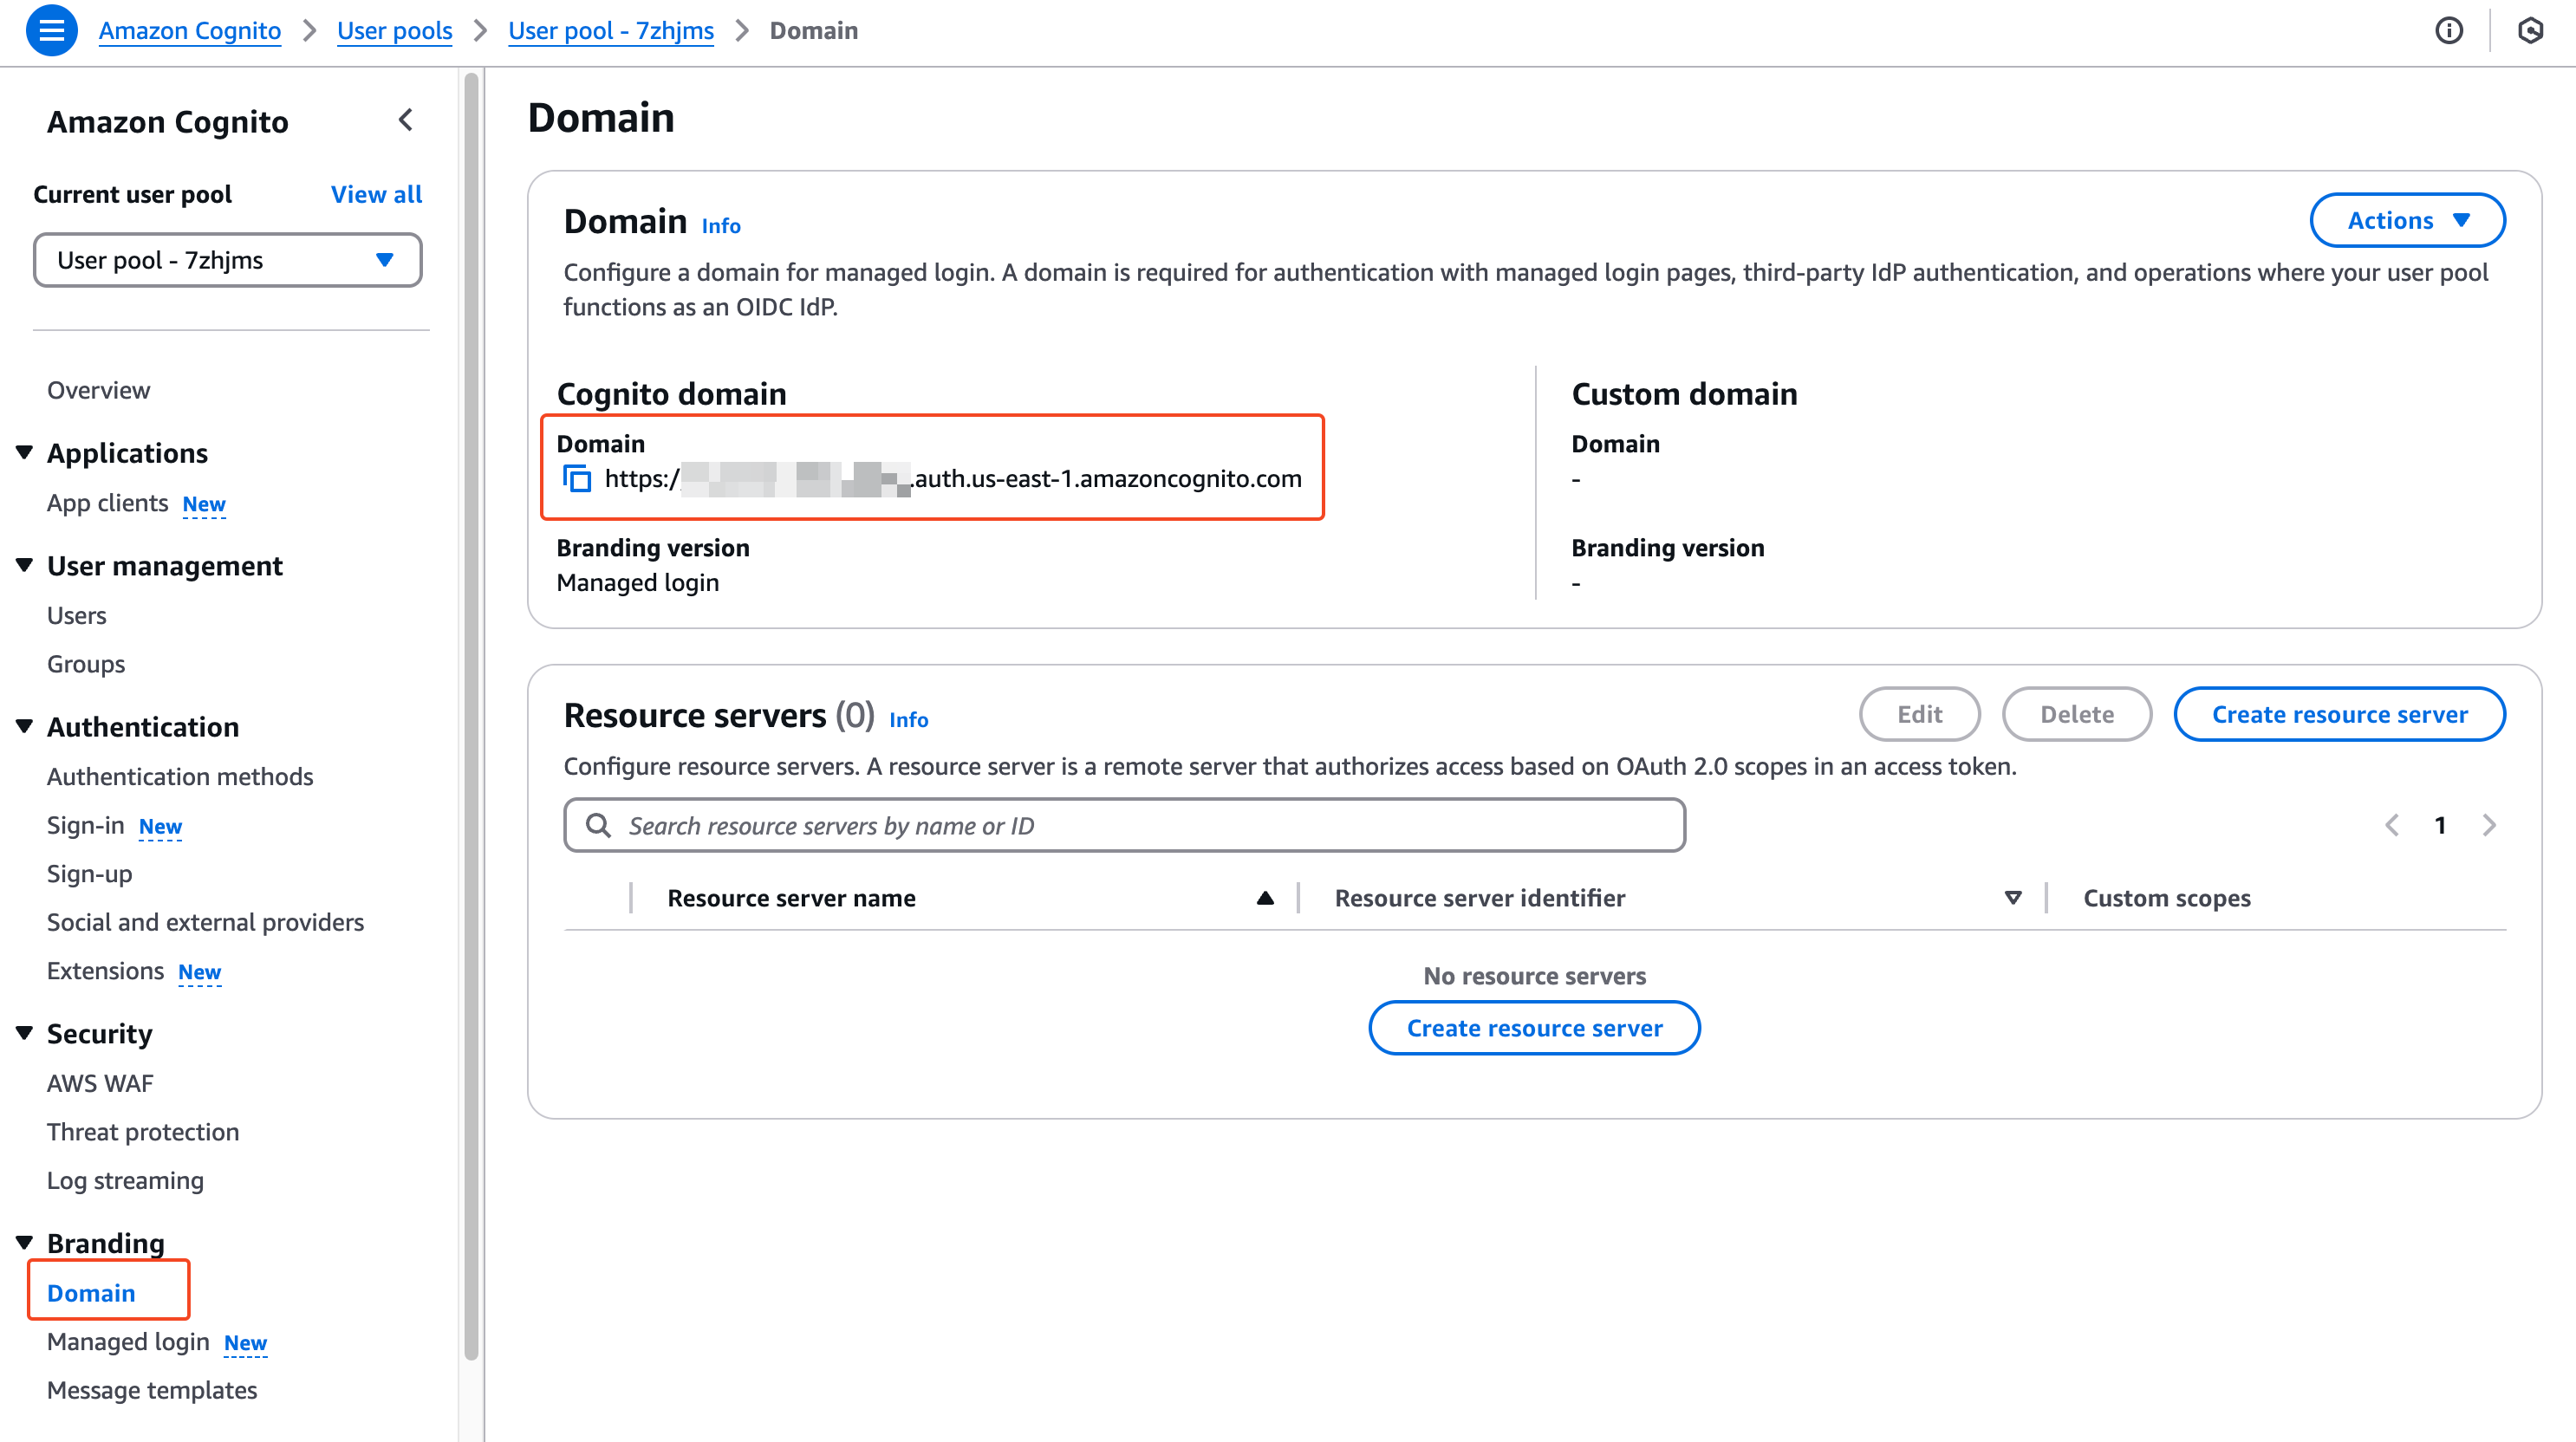 Amazon Cognito > User pools > User pool - 7zhjms > Domain
Amazon Cognito
Current user pool View all
User pool - 7zhjms
Overview
Applications
App clients New
User management
Users
Groups
Authentication
Authentication methods
Sign-in New
Sign-up
Social and external providers
Extensions New
Security
AWS WAF
Threat protection
Log streaming
Branding
Domain
Managed login New
Message templates
Domain
Domain Info
Actions
Configure a domain for managed login. A domain is required for authentication with managed login pages, third-party IdP authentication, and operations where your user pool
functions as an OIDC IdP.
Cognito domain
Domain
https:/ .auth.us-east-1.amazoncognito.com
Branding version
Managed login
Custom domain
Domain
-
Branding version
-
Resource servers (0) Info
Edit Delete Create resource server
Configure resource servers. A resource server is a remote server that authorizes access based on OAuth 2.0 scopes in an access token.
Search resource servers by name or ID
1
Resource server name Resource server identifier Custom scopes
No resource servers
Create resource server